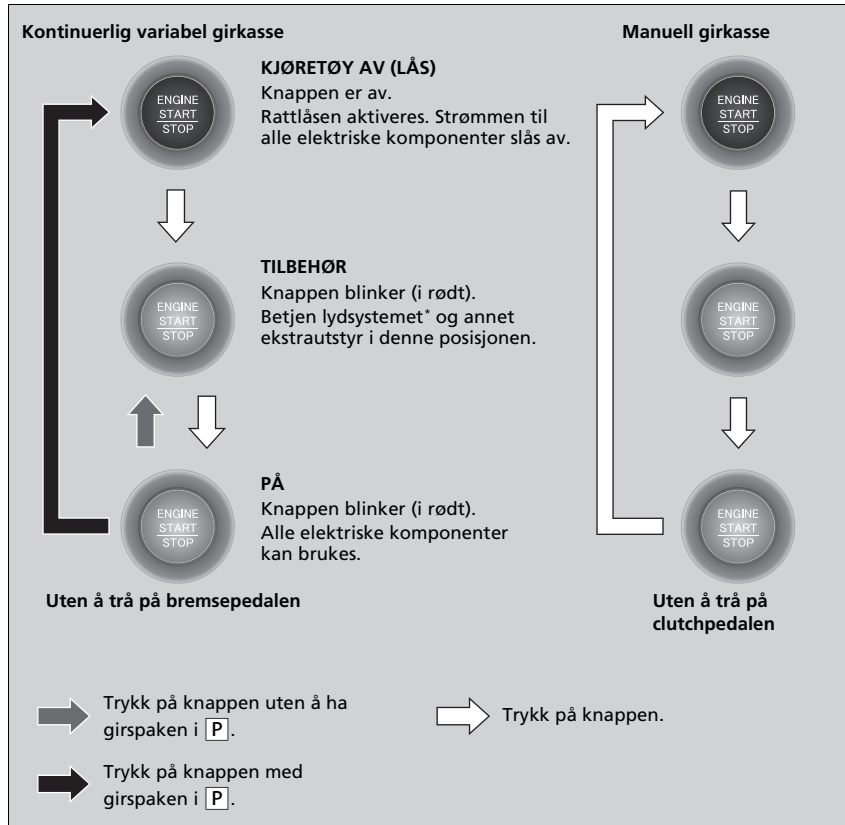 Kontinuerlig variabel girkasse
Manuell girkasse
ENGINE
START
STOP
KJØRETØY AV (LÅS)
Knappen er av.
Rattlåsen aktiveres. Strømmen til
alle elektriske komponenter slås av.
ENGINE
START
STOP
ENGINE
START
STOP
TILBEHØR
Knappen blinker (i rødt).
Betjen lydsystemet* og annet
ekstrautstyr i denne posisjonen.
ENGINE
START
STOP
ENGINE
START
STOP
PÅ
Knappen blinker (i rødt).
Alle elektriske komponenter
kan brukes.
ENGINE
START
STOP
Uten å trå på bremsepedalen
Uten å trå på
clutchpedalen
Trykk på knappen uten å ha
girspaken i P.
Trykk på knappen.
Trykk på knappen med
girspaken i P.